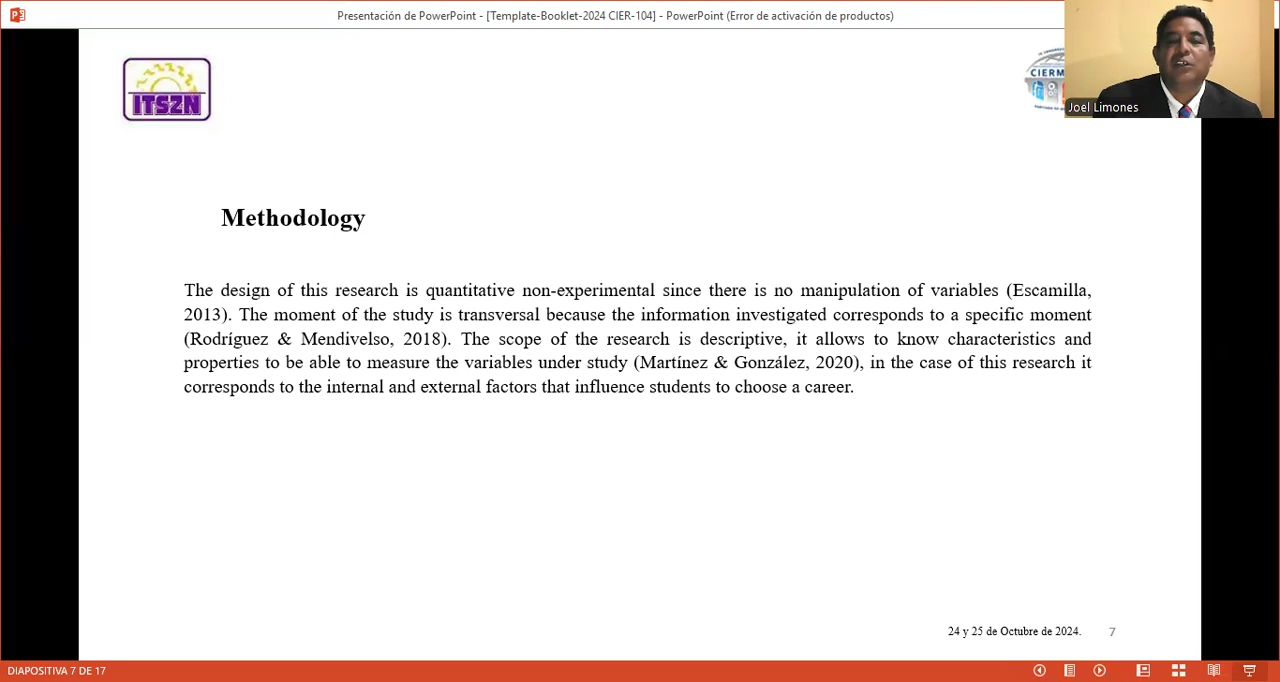 Presentación de PowerPoint - [Template-Booklet-2024 CIER-104] - PowerPoint (Error de activación de productos)
ITSZN
CIERM
Joel Limones
Methodology
The design of this research is quantitative non-experimental since there is no manipulation of variables (Escamilla,
2013). The moment of the study is transversal because the information investigated corresponds to a specific moment
(Rodríguez & Mendivelso, 2018). The scope of the research is descriptive, it allows to know characteristics and
properties to be able to measure the variables under study (Martínez & González, 2020), in the case of this research it
corresponds to the internal and external factors that influence students to choose a career.
24 y 25 de Octubre de 2024.
7
DIAPOSITIVA 7 DE 17